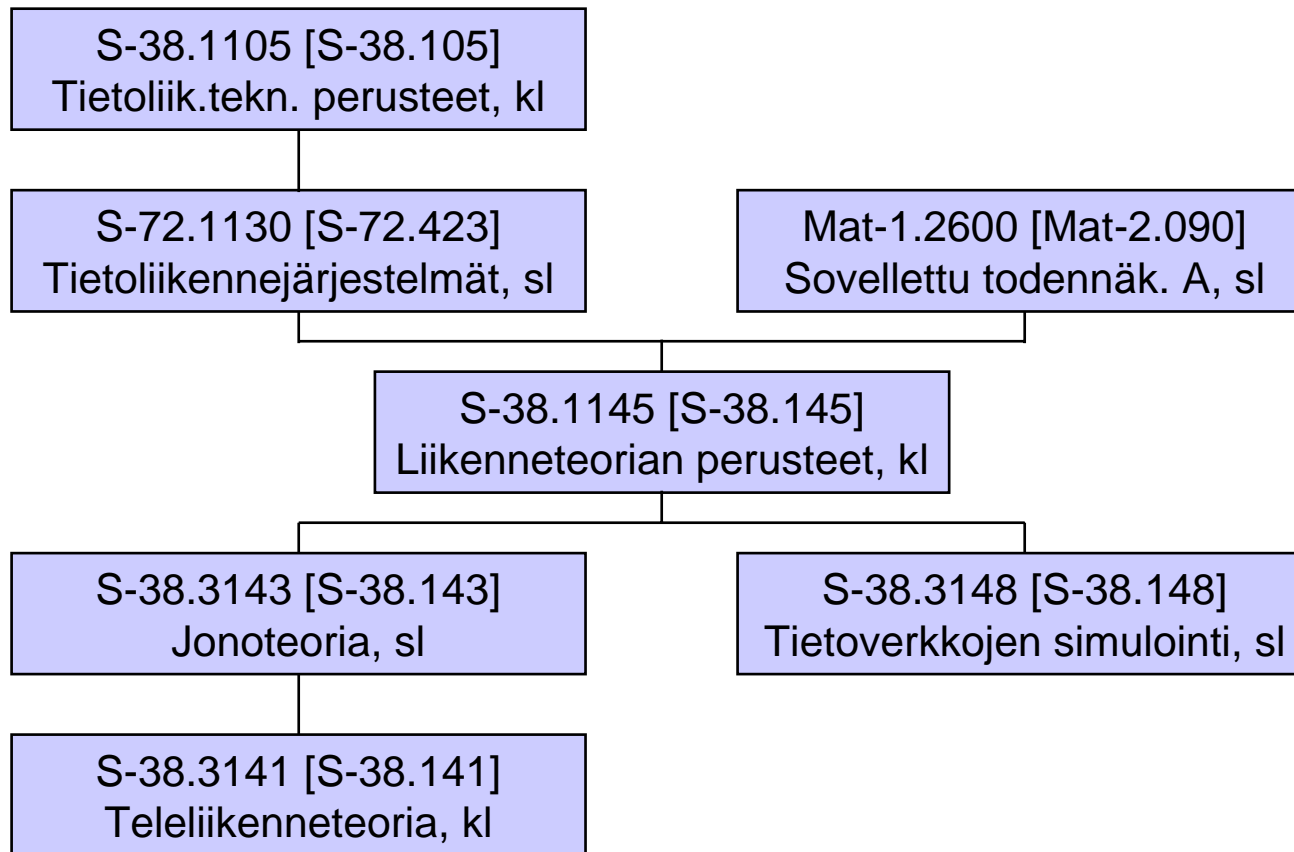 S-38.1105 [S-38.105]
Tietoliik.tekn. perusteet, kl
S-72.1130 [S-72.423]
Tietoliikennejärjestelmät, sl
Mat-1.2600 [Mat-2.090]
Sovellettu todennäk. A, sl
S-38.1145 [S-38.145]
Liikenneteorian perusteet, kl
S-38.3143 [S-38.143]
Jonoteoria, sl
S-38.3148 [S-38.148]
Tietoverkkojen simulointi, sl
S-38.3141 [S-38.141]
Teleliikenneteoria, kl